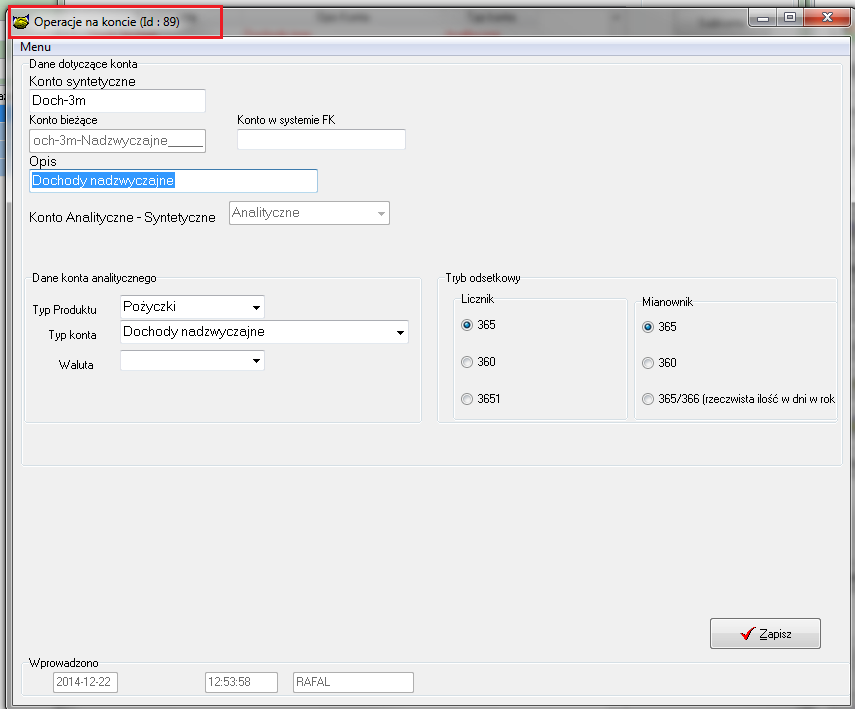 Operacje na koncie (Id : 89)
Menu
Dane dotyczące konta
Konto syntetyczne
Doch-3m
Konto bieżące
Konto w systemie FK
och-3m-Nadzwyczajne_____
Opis
Dochody nadzwyczajne
Konto Analityczne - Syntetyczne
Analityczne
Dane konta analitycznego
Tryb odsetkowy
Typ Produktu
Pożyczki
Typ konta
Dochody nadzwyczajne
Waluta
Licznik
365
360
3651
Mianownik
365
360
365/366 (rzeczwista ilość w dni w rok
Zapisz
Wprowadzono
2014-12-22
12:53:58
RAFAL